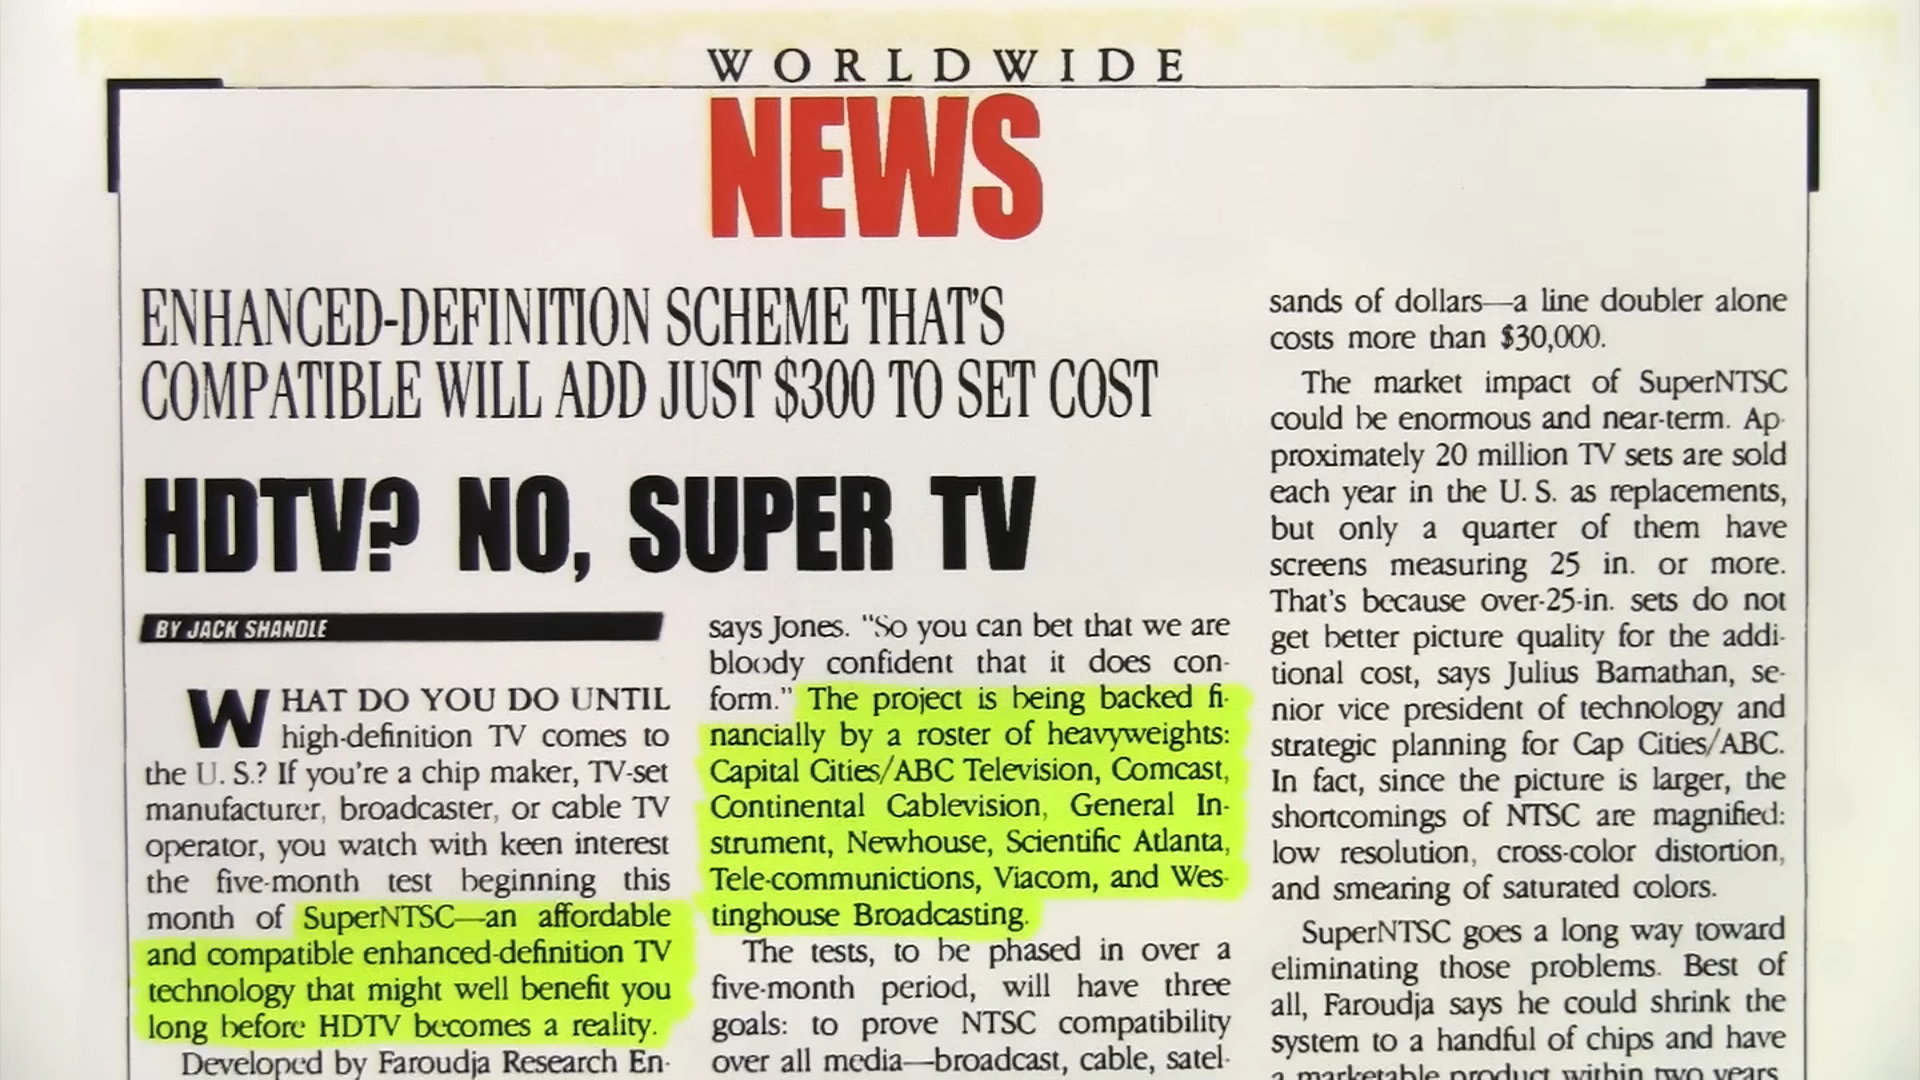 WORLDWIDE
NEWS
ENHANCED-DEFINITION SCHEME THAT'S
COMPATIBLE WILL ADD JUST $300 TO SET COST
HDTV? NO, SUPER TV
BY JACK SHANDLE
WHAT DO YOU DO UNTIL
high-definition TV comes to
the U. S.? If you're a chip maker, TV-set
manufacturer, broadcaster, or cable TV
operator, you watch with keen interest
the five-month test beginning this
month of SuperNTSC—an affordable
and compatible enhanced-definition TV
technology that might well benefit you
long before HDTV becomes a reality.
Developed by Faroudja Research En-
says Jones. "So you can bet that we are
bloody confident that it does con-
form." The project is being backed fi-
nancially by a roster of heavyweights:
Capital Cities/ABC Television, Comcast,
Continental Cablevision, General In-
strument, Newhouse, Scientific Atlanta,
Tele-communictions, Viacom, and Wes-
tinghouse Broadcasting.
The tests, to be phased in over a
five-month period, will have three
goals: to prove NTSC compatibility
over all media—broadcast, cable, satel-
sands of dollars—a line doubler alone
costs more than $30,000.
The market impact of SuperNTSC
could be enormous and near-term. Ap-
proximately 20 million TV sets are sold
each year in the U. S. as replacements,
but only a quarter of them have
screens measuring 25 in. or more.
That's because over-25-in. sets do not
get better picture quality for the addi-
tional cost, says Julius Barnathan, se-
nior vice president of technology and
strategic planning for Cap Cities/ABC.
In fact, since the picture is larger, the
shortcomings of NTSC are magnified:
low resolution, cross-color distortion,
and smearing of saturated colors.
SuperNTSC goes a long way toward
eliminating those problems. Best of
all, Faroudja says he could shrink the
system to a handful of chips and have
a marketable product within two years